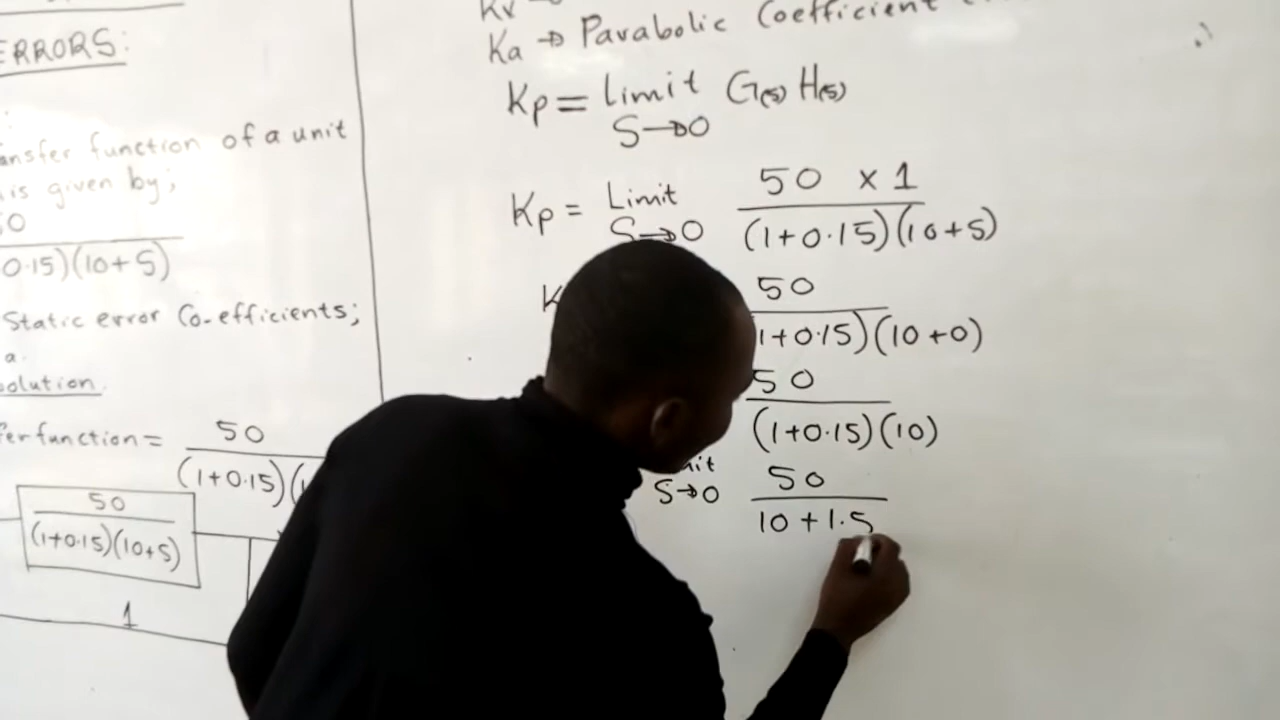 ERRORS:
ansfer function of a unit
is given by;
50
0.15)(10+S)
Static error Co-efficients;
a
olution
er function = 50
(1+0.15)(
50
(1+0.15)(10+S)
1
Kv
Ka → Parabolic Coefficient
Kp = limit G(s) H(s)
S→0
Kp = Limit 50 x 1
S→0 (1+0.15)(10+S)
K 50
1+0.15)(10+0)
50
(1+0.15)(10)
mit 50
S→0 10 + 1.5